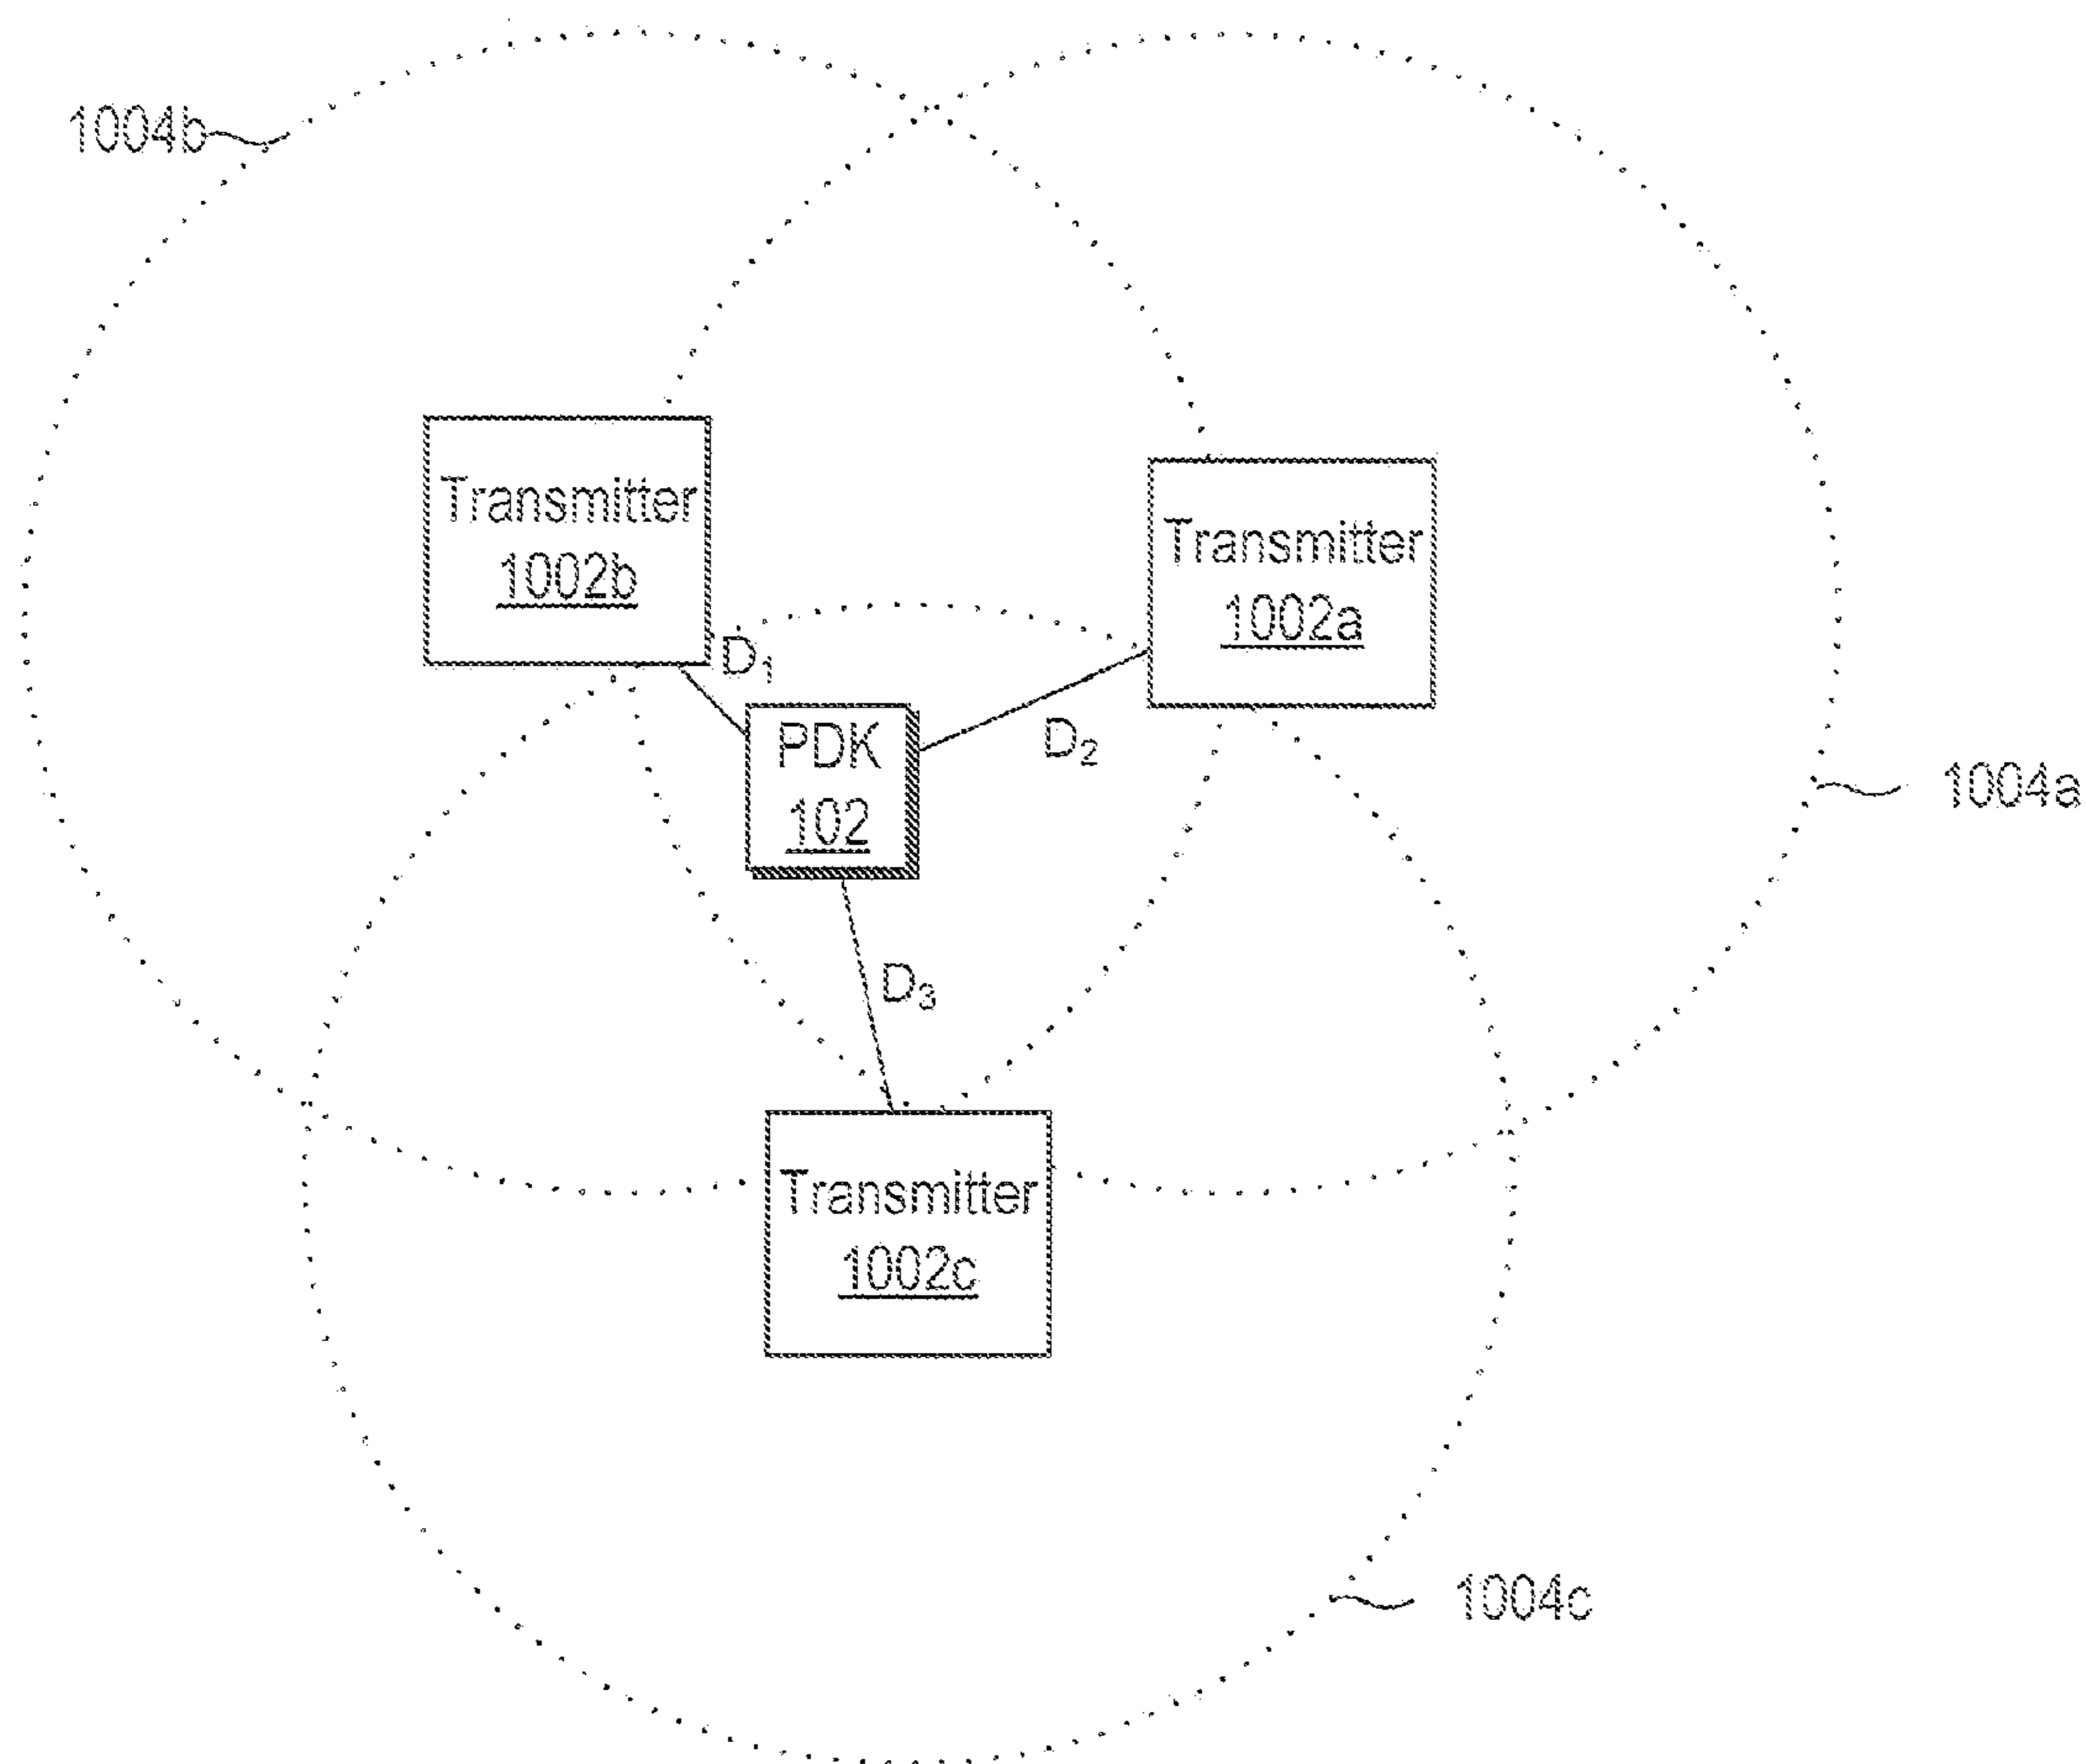 1004b
Transmitter
1002b
Transmitter
1002a
D1
PDK
102
D2
1004a
D3
Transmitter
1002c
1004c